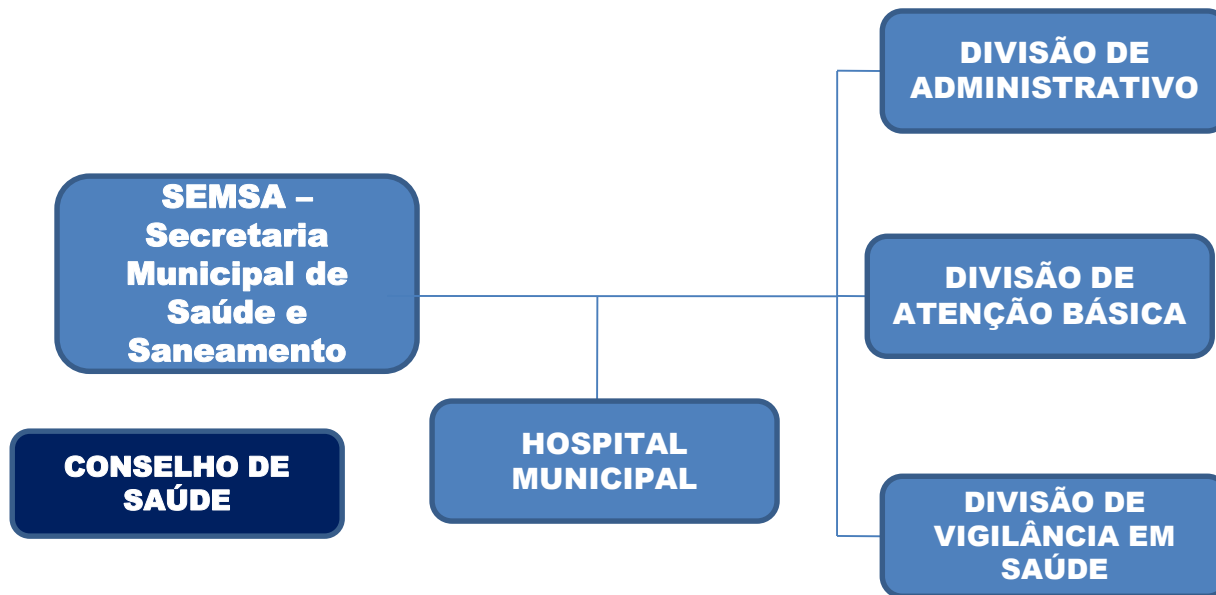 DIVISÃO DE
ADMINISTRATIVO
SEMSA –
Secretaria
Municipal de
Saúde e
Saneamento
DIVISÃO DE
ATENÇÃO BÁSICA
HOSPITAL
MUNICIPAL
CONSELHO DE
SAÚDE
DIVISÃO DE
VIGILÂNCIA EM
SAÚDE